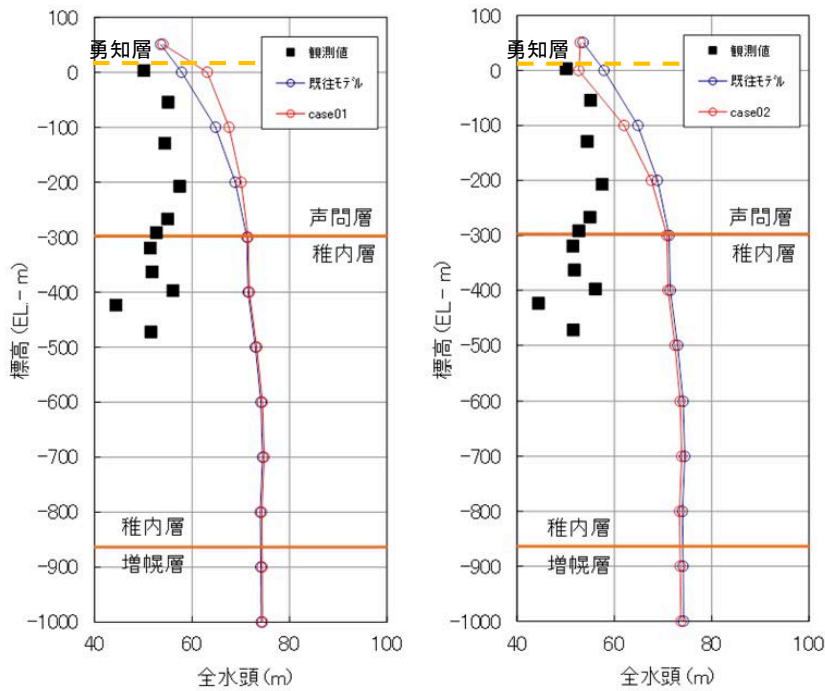 100
0
-100
-200
-300
-400
-500
-600
-700
-800
-900
-1000
標高(EL.- m)
40
60
80
100
全水頭(m)
勇知層
観測値
既往ﾓﾃﾞﾙ
case01
声問層
稚内層
稚内層
増幌層
100
0
-100
-200
-300
-400
-500
-600
-700
-800
-900
-1000
標高(EL.- m)
40
60
80
100
全水頭(m)
勇知層
観測値
既往ﾓﾃﾞﾙ
case02
声問層
稚内層
稚内層
増幌層